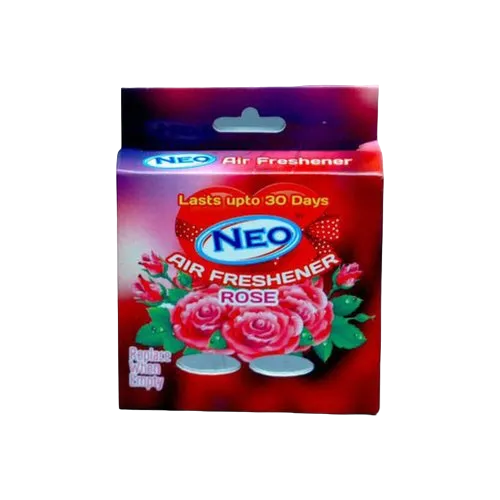 NEO Air Freshener
Lasts upto 30 Days
NEO
AIR FRESHENER
ROSE
Replace
When
Empty